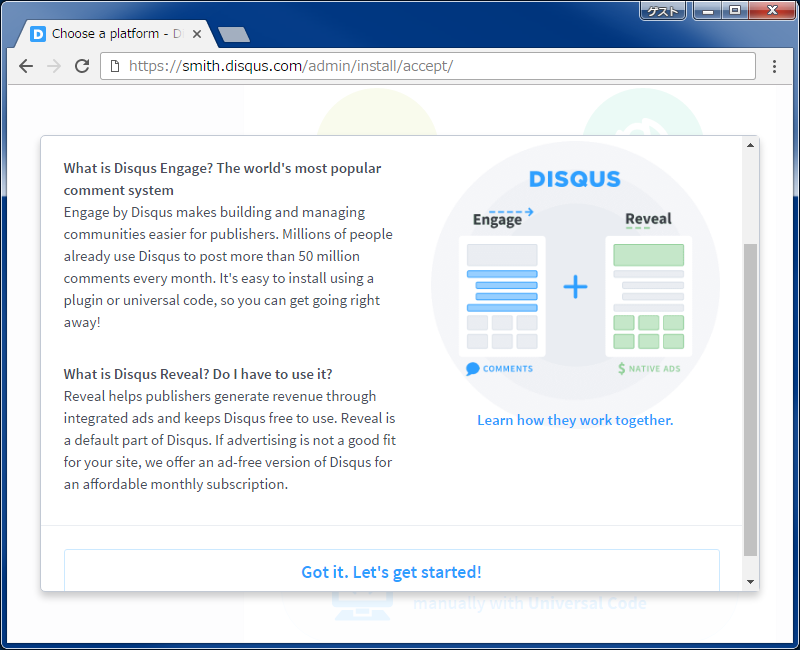 ゲスト
Choose a platform - D
https://smith.disqus.com/admin/install/accept/
What is Disqus Engage? The world's most popular
comment system
Engage by Disqus makes building and managing
communities easier for publishers. Millions of people
already use Disqus to post more than 50 million
comments every month. It's easy to install using a
plugin or universal code, so you can get going right
away!
What is Disqus Reveal? Do I have to use it?
Reveal helps publishers generate revenue through
integrated ads and keeps Disqus free to use. Reveal is
a default part of Disqus. If advertising is not a good fit
for your site, we offer an ad-free version of Disqus for
an affordable monthly subscription.
DISQUS
Engage
Reveal
COMMENTS
$ NATIVE ADS
Learn how they work together.
Got it. Let's get started!
manually with Universal Code